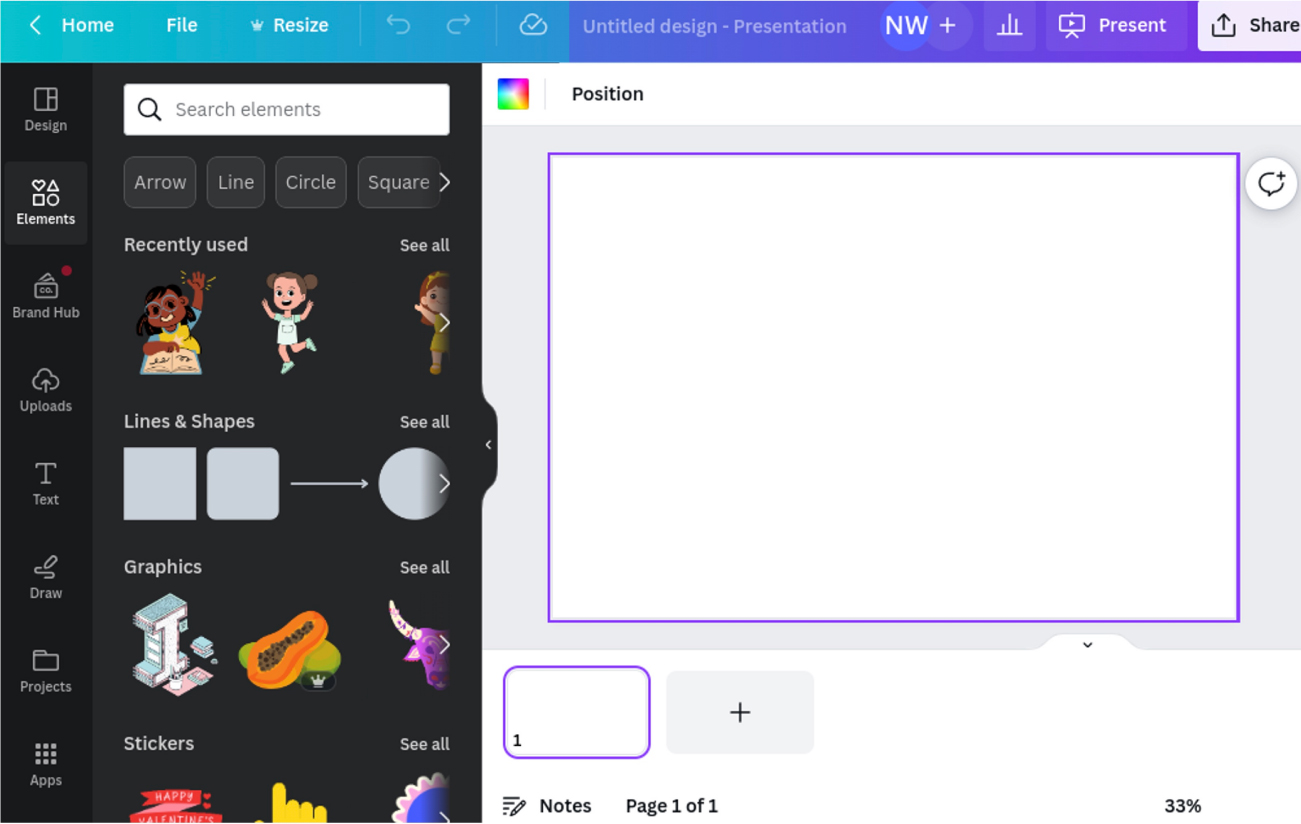 Home File Resize Untitled design - Presentation NW + Present Share
Design
Elements
Brand Hub
Uploads
Text
Draw
Projects
Apps
Search elements
Arrow Line Circle Square
Recently used See all
Lines & Shapes See all
Graphics See all
Stickers See all
HAPPY
VALENTINE'S
Position
1
+
Notes Page 1 of 1 33%
CO.